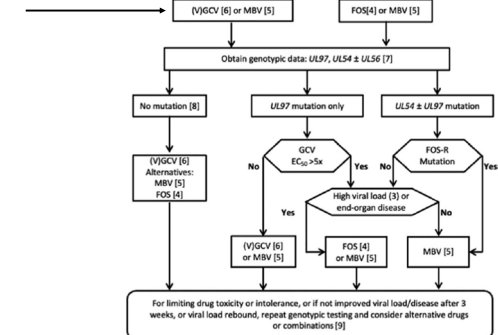 (V)GCV [6] or MBV [5]
FOS[4] or MBV [5]
Obtain genotypic data: UL97, UL54 ± UL56 [7]
No mutation [8]
UL97 mutation only
UL54 ± UL97 mutation
(V)GCV [6]
Alternatives:
MBV [5]
FOS [4]
GCV
EC50 >5x
No
Yes
FOS-R
Mutation
No
Yes
High viral load (3) or
end-organ disease
Yes
No
(V)GCV [6]
or MBV [5]
FOS [4]
or MBV [5]
MBV [5]
For limiting drug toxicity or intolerance, or if not improved viral load/disease after 3
weeks, or viral load rebound, repeat genotypic testing and consider alternative drugs
or combinations [9]